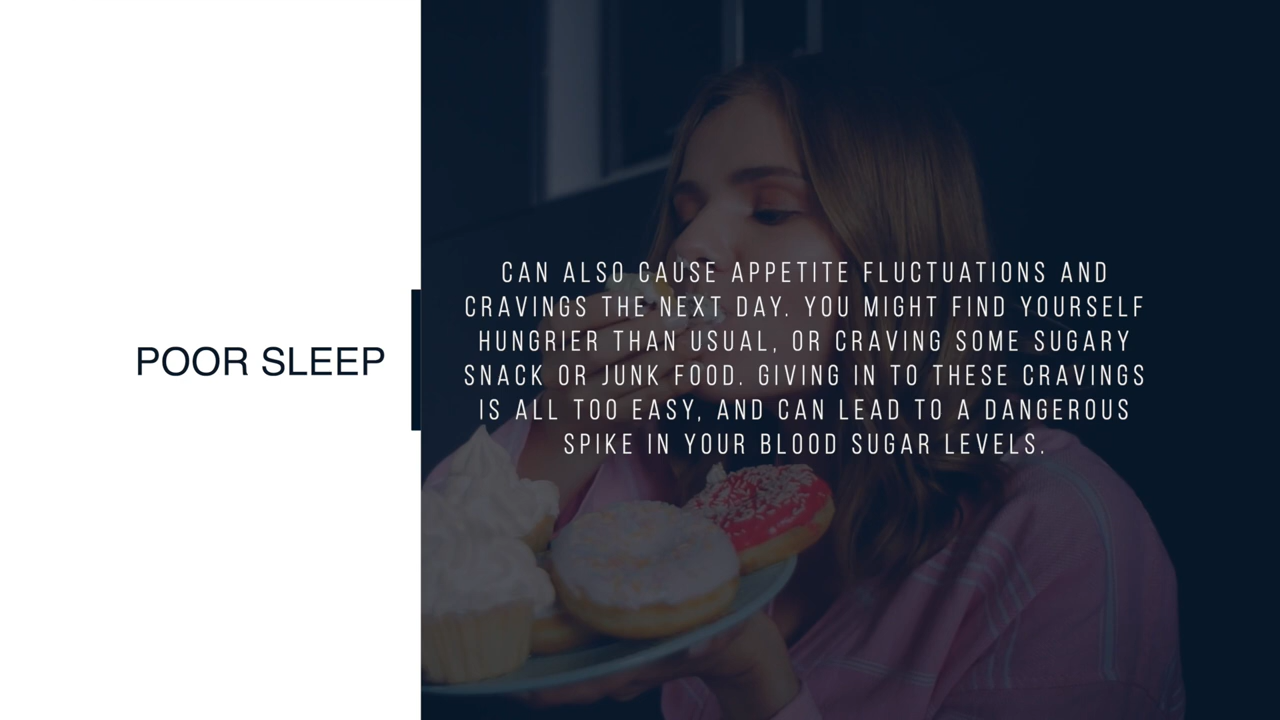 POOR SLEEP
CAN ALSO CAUSE APPETITE FLUCTUATIONS AND
CRAVINGS THE NEXT DAY. YOU MIGHT FIND YOURSELF
HUNGRIER THAN USUAL, OR CRAVING SOME SUGARY
SNACK OR JUNK FOOD. GIVING IN TO THESE CRAVINGS
IS ALL TOO EASY, AND CAN LEAD TO A DANGEROUS
SPIKE IN YOUR BLOOD SUGAR LEVELS.